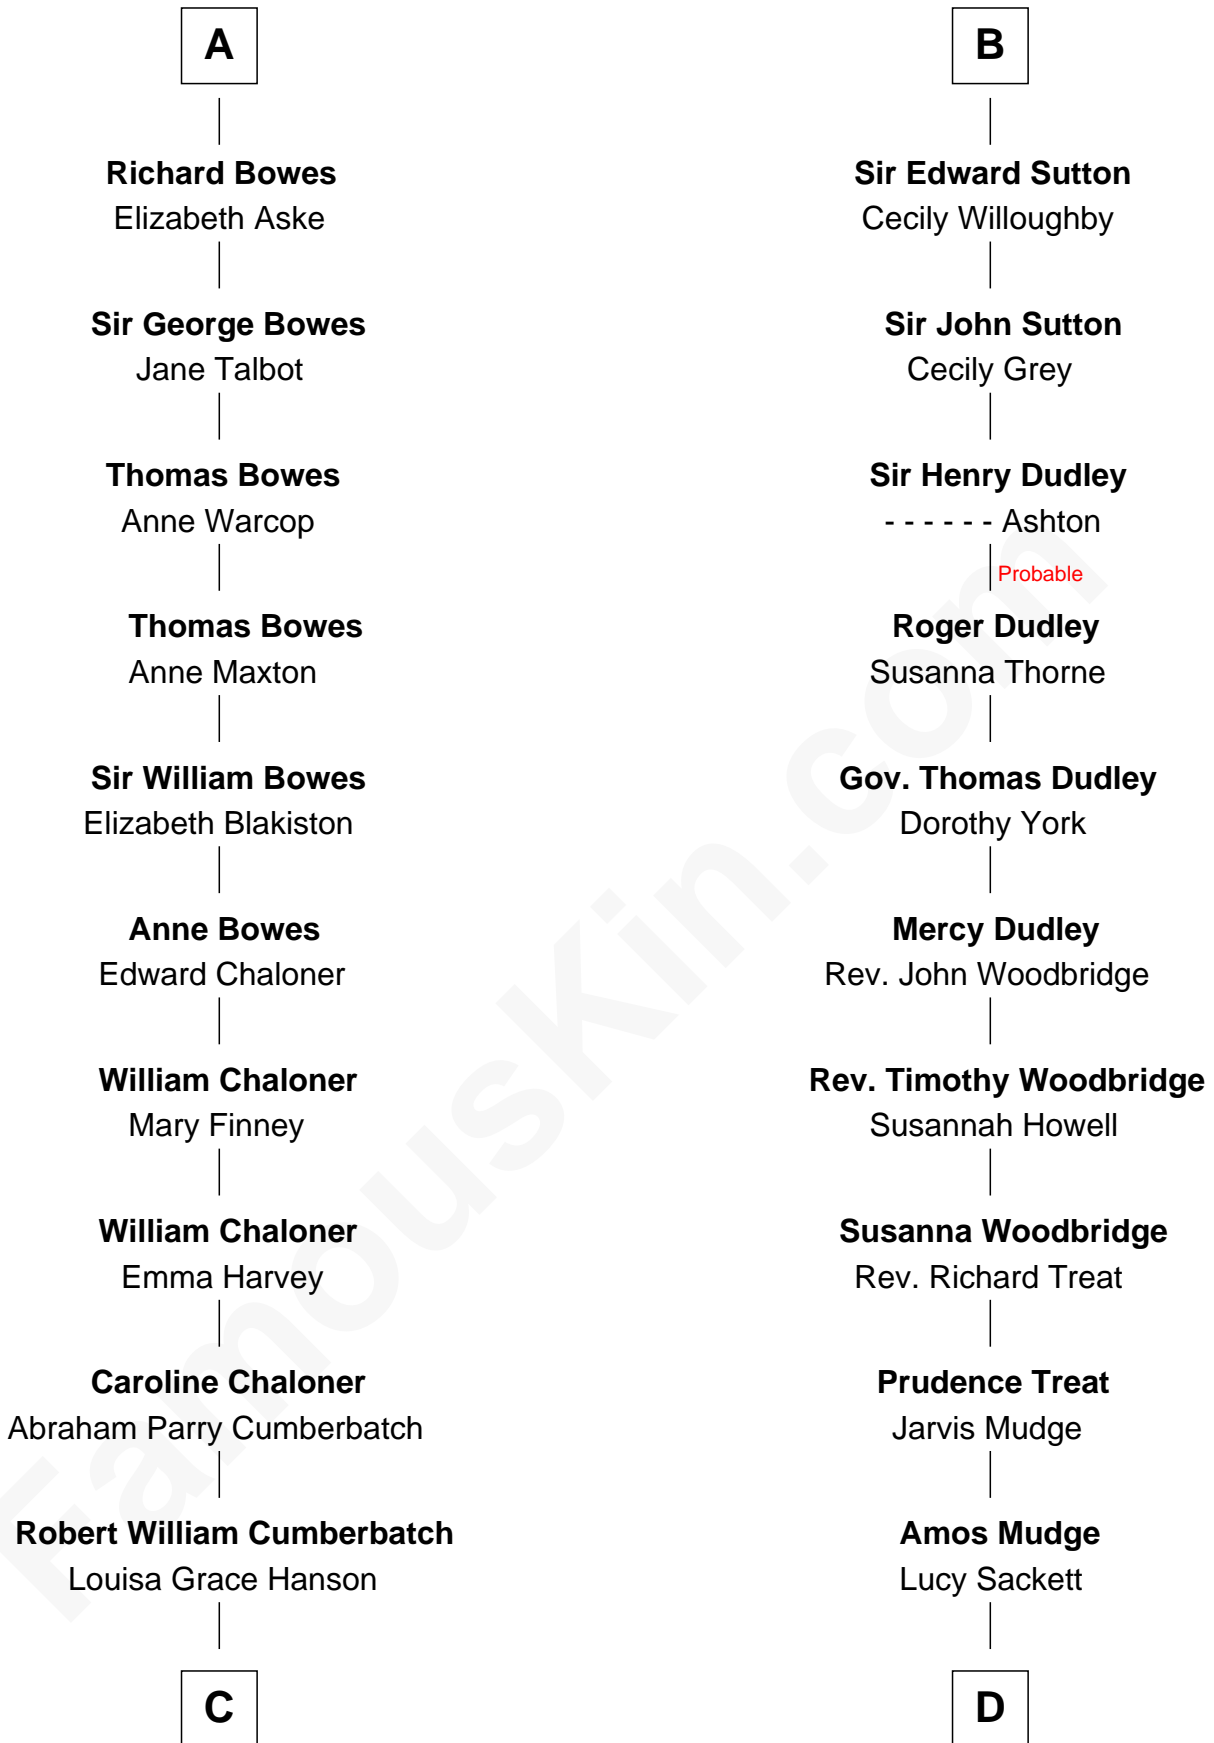 A
Richard Bowes
Elizabeth Aske
Sir George Bowes
Jane Talbot
Thomas Bowes
Anne Warcop
Thomas Bowes
Anne Maxton
Sir William Bowes
Elizabeth Blakiston
Anne Bowes
Edward Chaloner
William Chaloner
Mary Finney
William Chaloner
Emma Harvey
Caroline Chaloner
Abraham Parry Cumberbatch
Robert William Cumberbatch
Louisa Grace Hanson
C
B
Sir Edward Sutton
Cecily Willoughby
Sir John Sutton
Cecily Grey
Sir Henry Dudley
- - - - - - Ashton
Probable
Roger Dudley
Susanna Thorne
Gov. Thomas Dudley
Dorothy York
Mercy Dudley
Rev. John Woodbridge
Rev. Timothy Woodbridge
Susannah Howell
Susanna Woodbridge
Rev. Richard Treat
Prudence Treat
Jarvis Mudge
Amos Mudge
Lucy Sackett
D
FamousKin.com